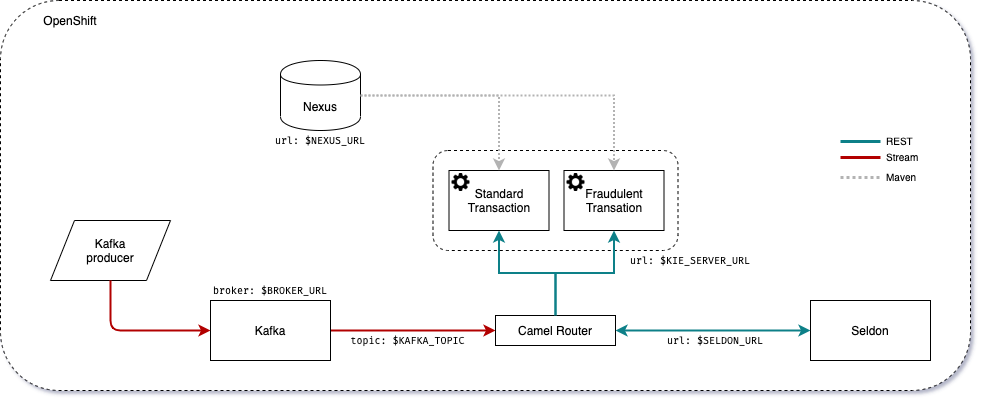 OpenShift
Nexus
url: $NEXUS_URL
REST
Stream
Maven
Standard
Transaction
Fraudulent
Transation
url: $KIE_SERVER_URL
Kafka
producer
broker: $BROKER_URL
Kafka
topic: $KAFKA_TOPIC
Camel Router
url: $SELDON_URL
Seldon